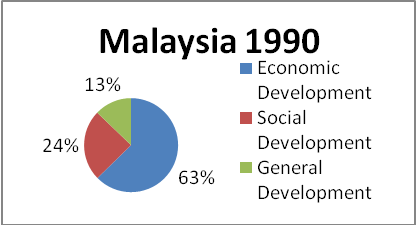 Malaysia 1990
13%
24%
63%
Economic
Development
Social
Development
General
Development